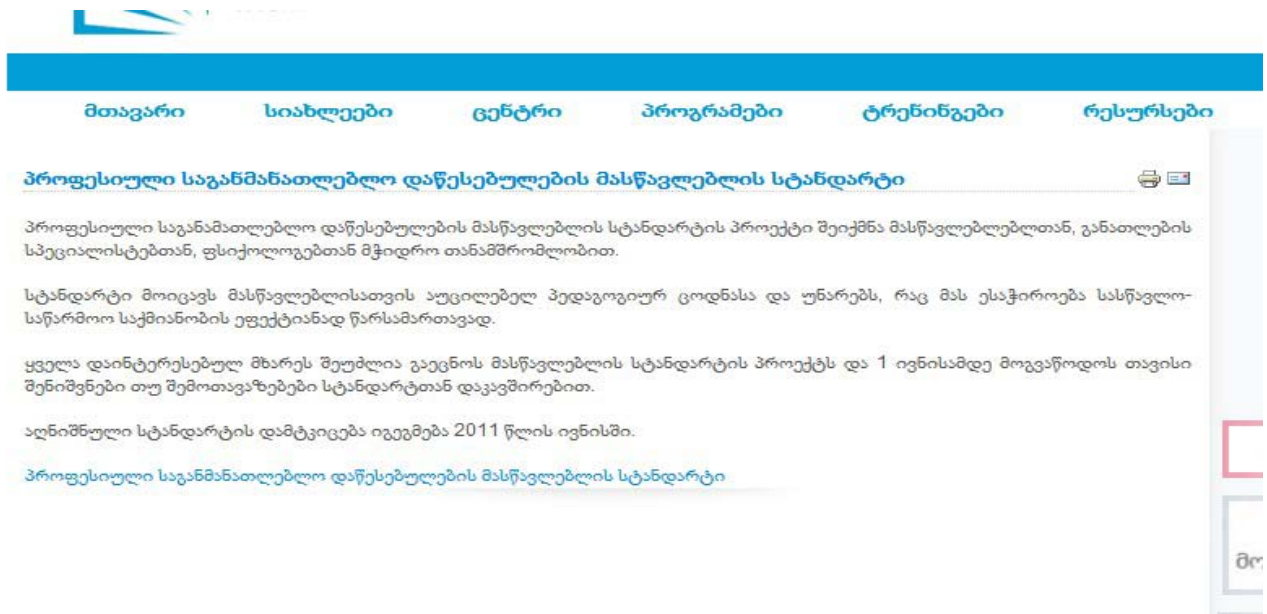 მთავარი სიახლეები ცენტრი პროგრამები ტრენინგები რესურსები
პროფესიული საგანმანათლებლო დაწესებულების მასწავლებლის სტანდარტი
პროფესიული საგანამათლებლო დაწესებულების მასწავლებლის სტანდარტის პროექტი შეიქმნა მასწავლებლებლთან, განათლების
სპეციალისტებთან, ფსიქოლოგებთან მჭიდრო თანამშრომლობით.
სტანდარტი მოიცავს მასწავლებლისათვის აუცილებელ პედაგოგიურ ცოდნასა და უნარებს, რაც მას ესაჭიროება სასწავლო-
საწარმოო საქმიანობის ეფექტიანად წარსამართავად.
ყველა დაინტერესებულ მხარეს შეუძლია გაეცნოს მასწავლებლის სტანდარტის პროექტს და 1 ივნისამდე მოგვაწოდოს თავისი
შენიშვნები თუ შემოთავაზებები სტანდარტთან დაკავშირებით.
აღნიშნული სტანდარტის დამტკიცება იგეგმება 2011 წლის ივნისში.
პროფესიული საგანმანათლებლო დაწესებულების მასწავლებლის სტანდარტი